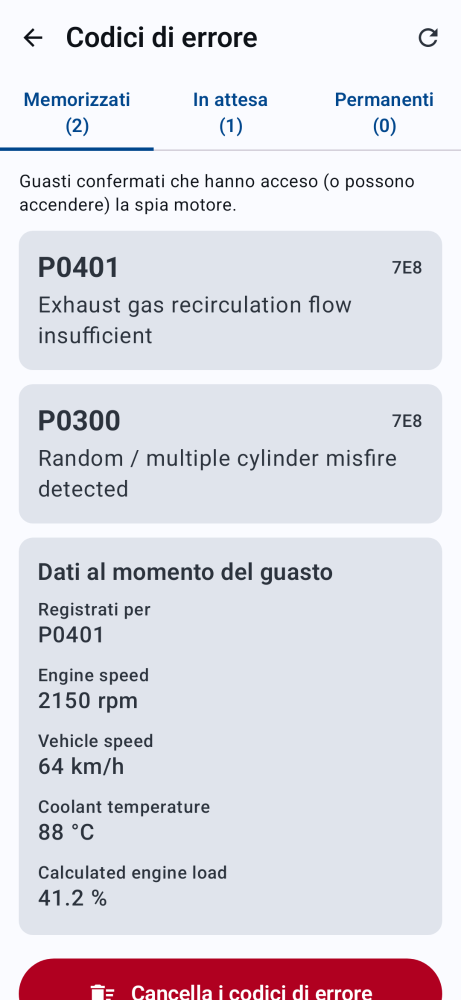 Codici di errore
Memorizzati
(2)
In attesa
(1)
Permanenti
(0)
Guasti confermati che hanno acceso (o possono
accendere) la spia motore.
P0401
7E8
Exhaust gas recirculation flow
insufficient
P0300
7E8
Random / multiple cylinder misfire
detected
Dati al momento del guasto
Registrati per
P0401
Engine speed
2150 rpm
Vehicle speed
64 km/h
Coolant temperature
88 °C
Calculated engine load
41.2 %
Cancella i codici di errore